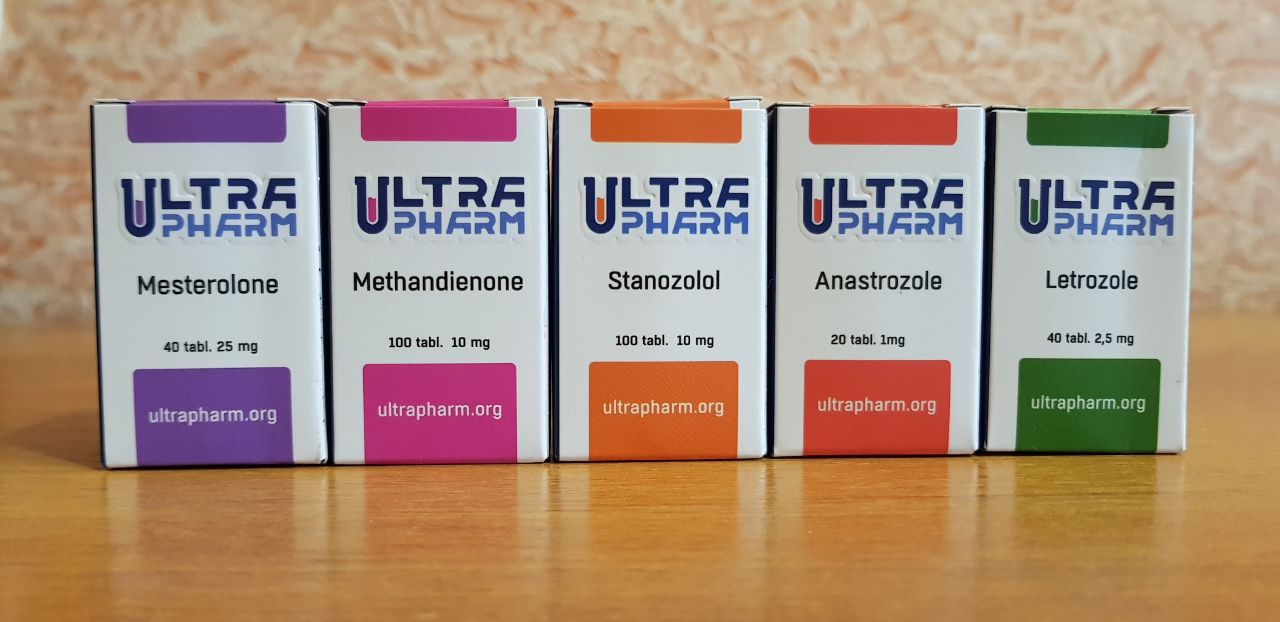 ULTRA
PHARM
Mesterolone
40 tabl. 25 mg
ultrapharm.org
ULTRA
PHARM
Methandienone
100 tabl. 10 mg
ultrapharm.org
ULTRA
PHARM
Stanozolol
100 tabl. 10 mg
ultrapharm.org
ULTRA
PHARM
Anastrozole
20 tabl. 1mg
ultrapharm.org
ULTRA
PHARM
Letrozole
40 tabl. 2,5 mg
ultrapharm.org